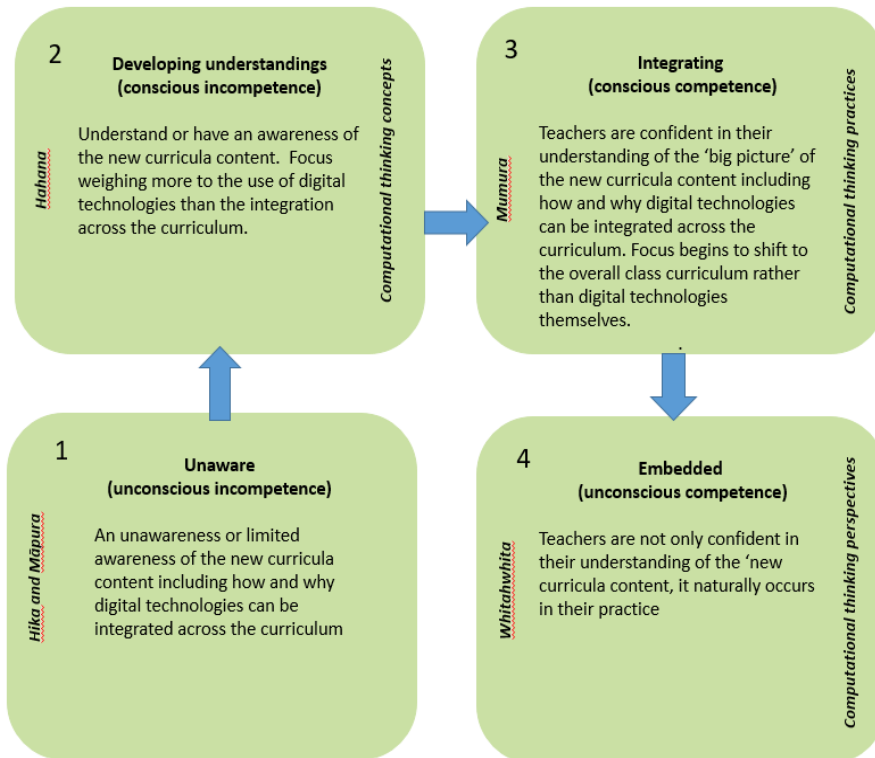 2
Developing understandings
(conscious incompetence)
Hahana
Understand or have an awareness of
the new curricula content.  Focus
weighing more to the use of digital
technologies than the integration
across the curriculum.
Computational thinking concepts
3
Integrating
(conscious competence)
Mumura
Teachers are confident in their
understanding of the ‘big picture’ of
the new curricula content including
how and why digital technologies
can be integrated across the
curriculum. Focus begins to shift to
the overall class curriculum rather
than digital technologies
themselves.
.
Computational thinking practices
1
Unaware
(unconscious incompetence)
Hika and Māpura
An unawareness or limited
awareness of the new curricula
content including how and why
digital technologies can be
integrated across the curriculum
4
Embedded
(unconscious competence)
Whitahwhita
Teachers are not only confident in
their understanding of the ‘new
curricula content, it naturally occurs
in their practice
Computational thinking perspectives